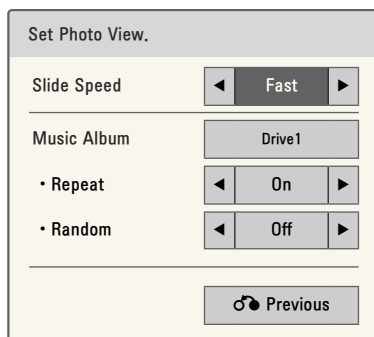 Set Photo View.
Slide Speed ◀ Fast ▶
Music Album Drive1
• Repeat ◀ On ▶
• Random ◀ Off ▶
Previous